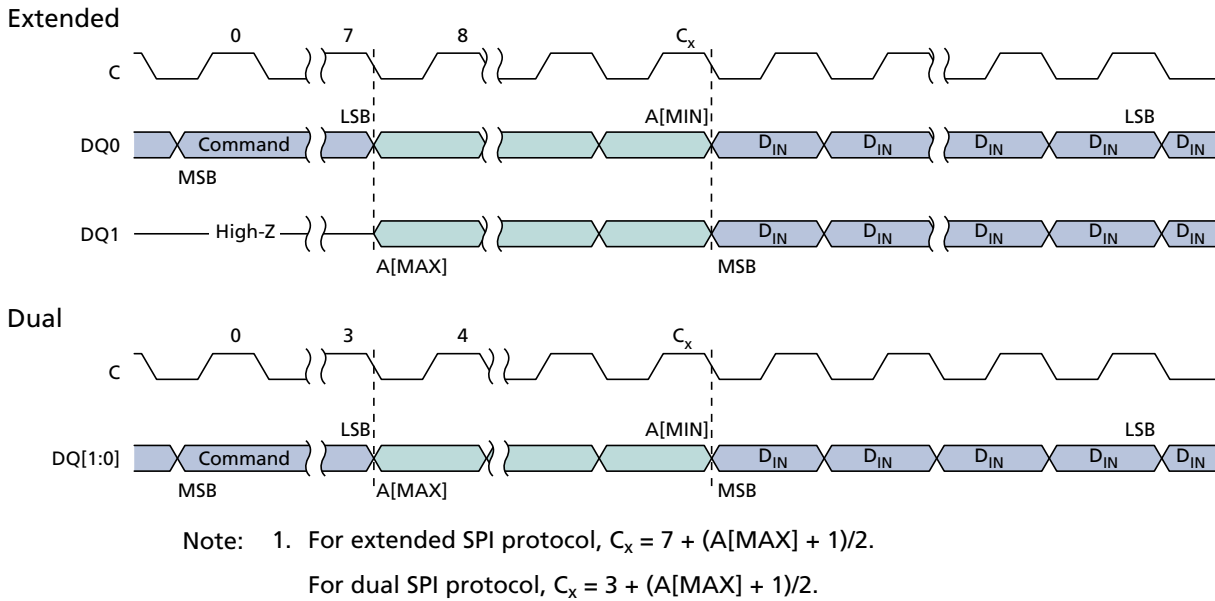 Extended
0 7 8 Cx
C
LSB A[MIN] LSB
DQ0 Command DIN DIN DIN DIN DIN
MSB
DQ1 High-Z DIN DIN DIN DIN DIN
A[MAX] MSB
Dual
0 3 4 Cx
C
LSB A[MIN] LSB
DQ[1:0] Command DIN DIN DIN DIN DIN
MSB A[MAX] MSB
Note: 1. For extended SPI protocol, Cx = 7 + (A[MAX] + 1)/2.
For dual SPI protocol, Cx = 3 + (A[MAX] + 1)/2.